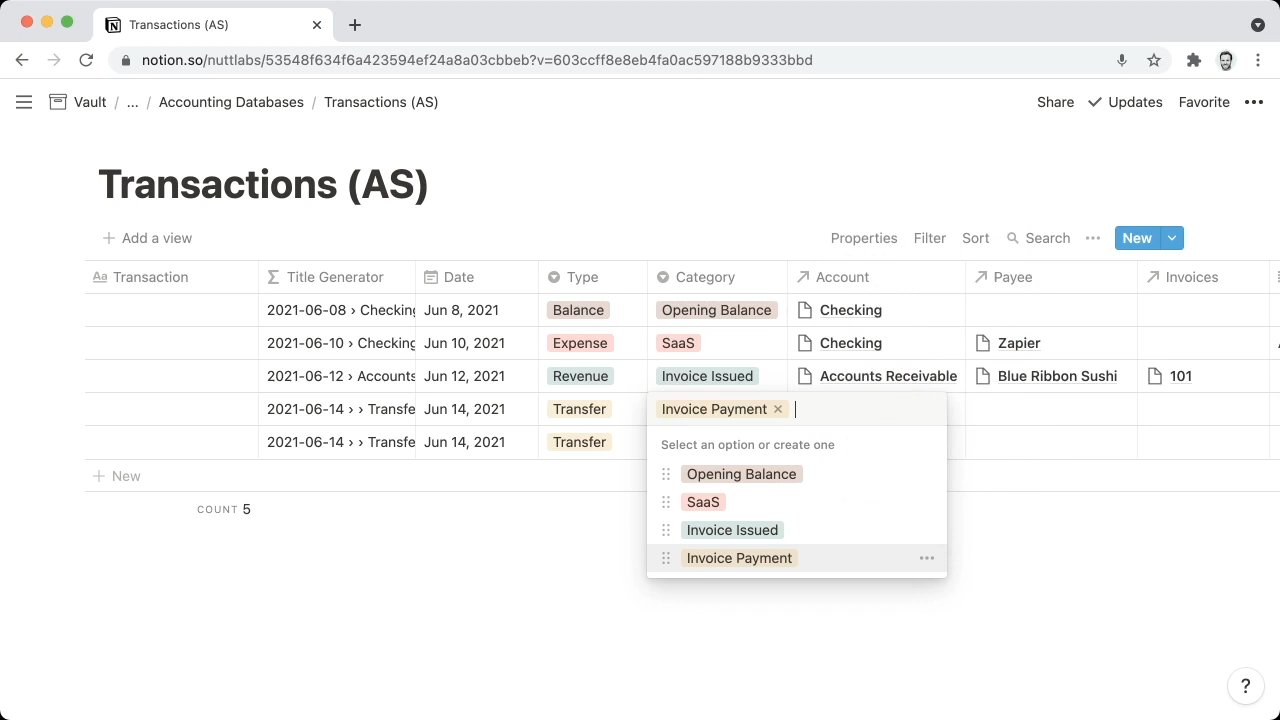 Transactions (AS)
notion.so/nuttlabs/53548f634f6a423594ef24a8a03cbbeb?v=603ccff8e8eb4fa0ac597188b9333bbd
Vault / ... / Accounting Databases / Transactions (AS) Share Updates Favorite
Transactions (AS)
Add a view Properties Filter Sort Search New
Aa Transaction Title Generator Date Type Category Account Payee Invoices
2021-06-08 › Checking Jun 8, 2021 Balance Opening Balance Checking
2021-06-10 › Checking Jun 10, 2021 Expense SaaS Checking Zapier
2021-06-12 › Accounts Jun 12, 2021 Revenue Invoice Issued Accounts Receivable Blue Ribbon Sushi 101
2021-06-14 › › Transfe Jun 14, 2021 Transfer Invoice Payment
2021-06-14 › › Transfe Jun 14, 2021 Transfer
Select an option or create one
Opening Balance
New
SaaS
COUNT 5
Invoice Issued
Invoice Payment
?